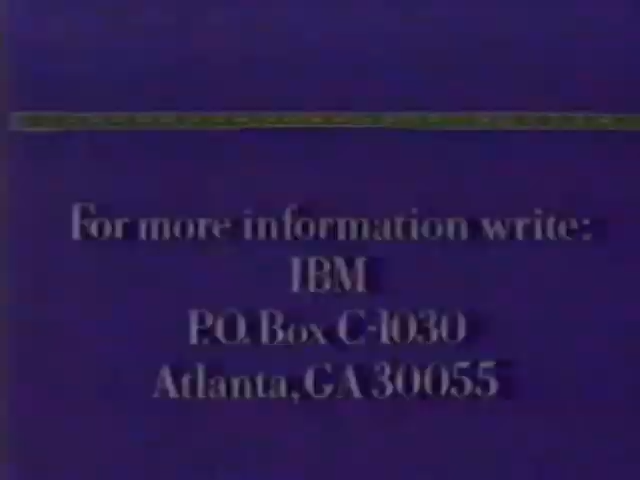 For more information write:
IBM
P.O. Box C-1030
Atlanta, GA 30055